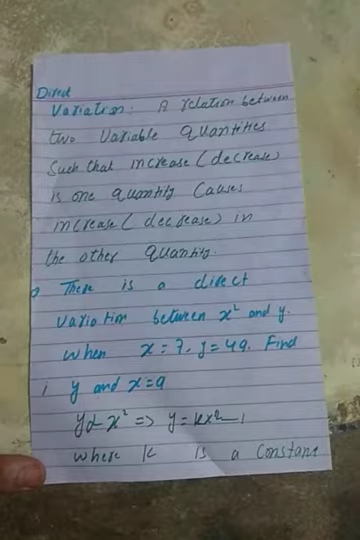 Direct
Variation: A relation between
two variable quantities
Such that increase (decrease)
is one quantity Causes
increase (decrease) in
the other quantity.
There is a direct
variation between x² and y.
when x = 7. y = 49. Find
i y and x = 9
y ∝ x² => y = kx² — 1
where K is a Constant